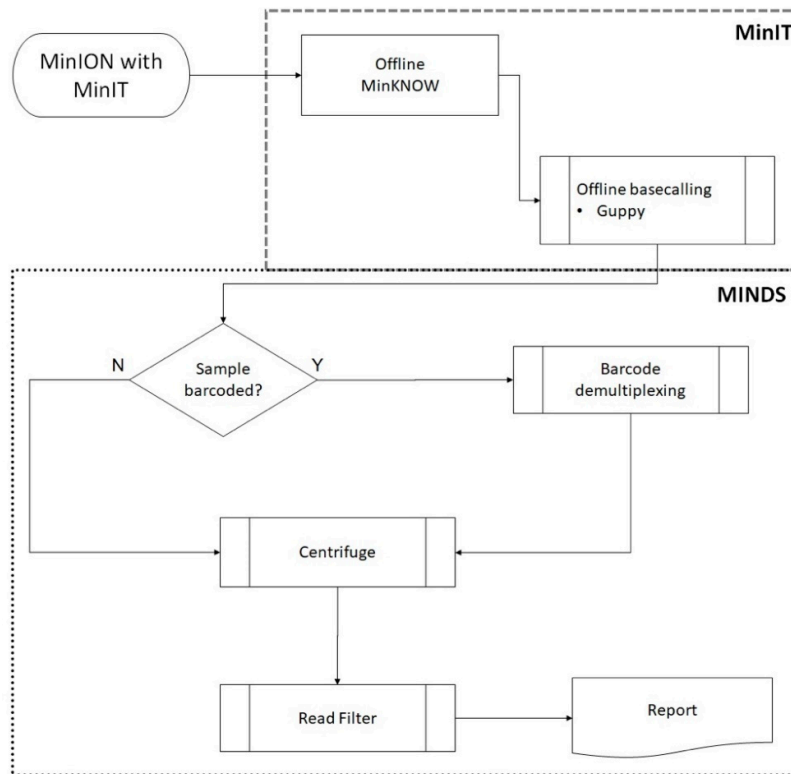 MinIT
MinION with
MinIT
Offline
MinKNOW
Offline basecalling
• Guppy
MINDS
N
Sample
barcoded?
Y
Barcode
demultiplexing
Centrifuge
Read Filter
Report